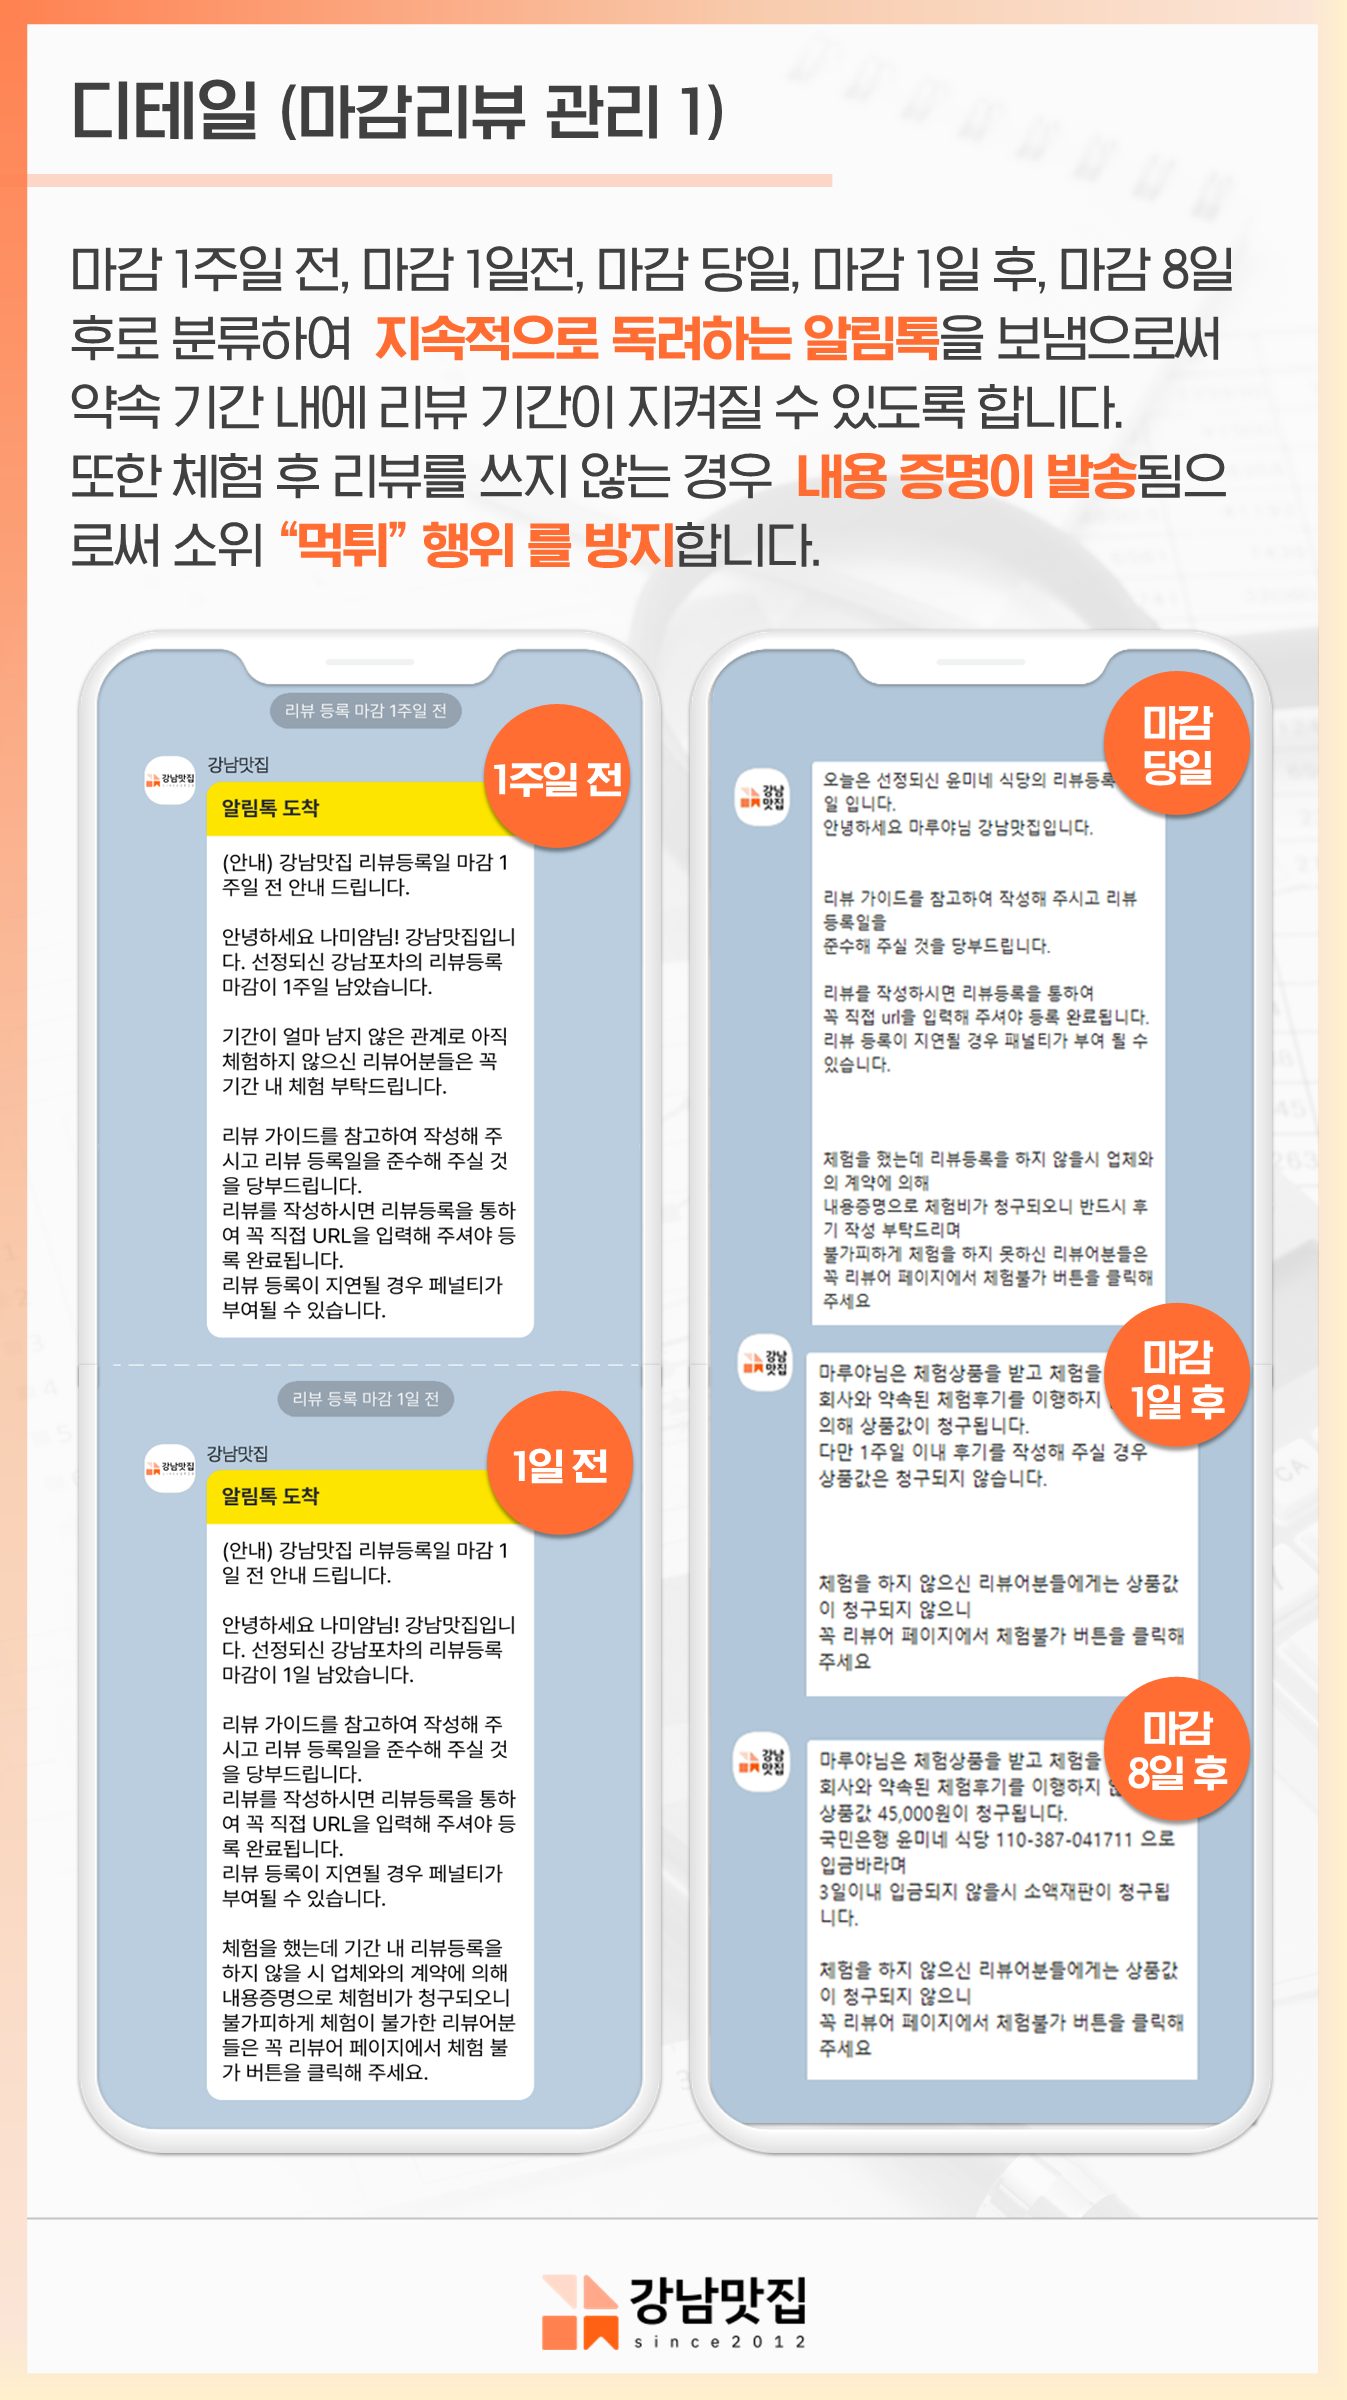 디테일 (마감리뷰 관리 1)
마감 1주일 전, 마감 1일전, 마감 당일, 마감 1일 후, 마감 8일
후로 분류하여 지속적으로 독려하는 알림톡을 보냄으로써
약속 기간 내에 리뷰 기간이 지켜질 수 있도록 합니다.
또한 체험 후 리뷰를 쓰지 않는 경우 내용 증명이 발송됨으
로써 소위 “먹튀” 행위 를 방지합니다.
리뷰 등록 마감 1주일 전
1주일 전
강남맛집
강남맛집
알림톡 도착
(안내) 강남맛집 리뷰등록일 마감 1
주일 전 안내 드립니다.
안녕하세요 나미얌님! 강남맛집입니
다. 선정되신 강남포차의 리뷰등록
마감이 1주일 남았습니다.
기간이 얼마 남지 않은 관계로 아직
체험하지 않으신 리뷰어분들은 꼭
기간 내 체험 부탁드립니다.
리뷰 가이드를 참고하여 작성해 주
시고 리뷰 등록일을 준수해 주실 것
을 당부드립니다.
리뷰를 작성하시면 리뷰등록을 통하
여 꼭 직접 URL을 입력해 주셔야 등
록 완료됩니다.
리뷰 등록이 지연될 경우 페널티가
부여될 수 있습니다.
리뷰 등록 마감 1일 전
1일 전
강남맛집
강남맛집
알림톡 도착
(안내) 강남맛집 리뷰등록일 마감 1
일 전 안내 드립니다.
안녕하세요 나미얌님! 강남맛집입니
다. 선정되신 강남포차의 리뷰등록
마감이 1일 남았습니다.
리뷰 가이드를 참고하여 작성해 주
시고 리뷰 등록일을 준수해 주실 것
을 당부드립니다.
리뷰를 작성하시면 리뷰등록을 통하
여 꼭 직접 URL을 입력해 주셔야 등
록 완료됩니다.
리뷰 등록이 지연될 경우 페널티가
부여될 수 있습니다.
체험을 했는데 기간 내 리뷰등록을
하지 않을 시 업체와의 계약에 의해
내용증명으로 체험비가 청구되오니
불가피하게 체험이 불가한 리뷰어분
들은 꼭 리뷰어 페이지에서 체험 불
가 버튼을 클릭해 주세요.
마감
당일
강남
맛집
오늘은 선정되신 윤미네 식당의 리뷰등록
일 입니다.
안녕하세요 마루야님 강남맛집입니다.
리뷰 가이드를 참고하여 작성해 주시고 리뷰
등록일을
준수해 주실 것을 당부드립니다.
리뷰를 작성하시면 리뷰등록을 통하여
꼭 직접 url을 입력해 주셔야 등록 완료됩니다.
리뷰 등록이 지연될 경우 패널티가 부여 될 수
있습니다.
체험을 했는데 리뷰등록을 하지 않을시 업체와
의 계약에 의해
내용증명으로 체험비가 청구되오니 반드시 후
기 작성 부탁드리며
불가피하게 체험을 하지 못하신 리뷰어분들은
꼭 리뷰어 페이지에서 체험불가 버튼을 클릭해
주세요
마감
1일 후
강남
맛집
마루야님은 체험상품을 받고 체험을
회사와 약속된 체험후기를 이행하지
의해 상품값이 청구됩니다.
다만 1주일 이내 후기를 작성해 주실 경우
상품값은 청구되지 않습니다.
체험을 하지 않으신 리뷰어분들에게는 상품값
이 청구되지 않으니
꼭 리뷰어 페이지에서 체험불가 버튼을 클릭해
주세요
마감
8일 후
강남
맛집
마루야님은 체험상품을 받고 체험을
회사와 약속된 체험후기를 이행하지
상품값 45,000원이 청구됩니다.
국민은행 윤미네 식당 110-387-041711 으로
입금바라며
3일이내 입금되지 않을시 소액재판이 청구됩
니다.
체험을 하지 않으신 리뷰어분들에게는 상품값
이 청구되지 않으니
꼭 리뷰어 페이지에서 체험불가 버튼을 클릭해
주세요
강남맛집
since2012